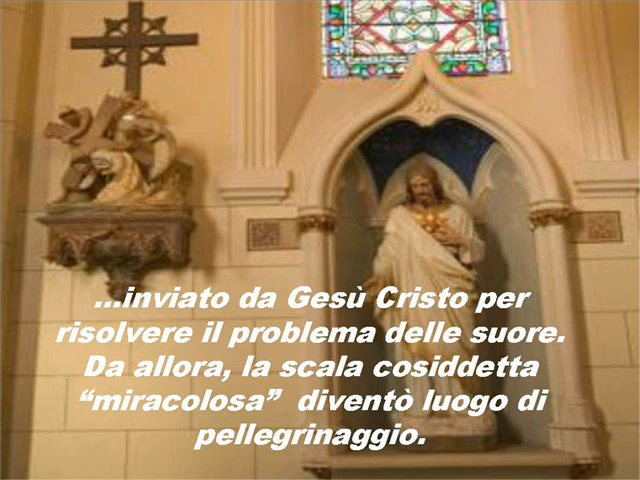 ...inviato da Gesù Cristo per
risolvere il problema delle suore.
Da allora, la scala cosiddetta
“miracolosa”  diventò luogo di
pellegrinaggio.